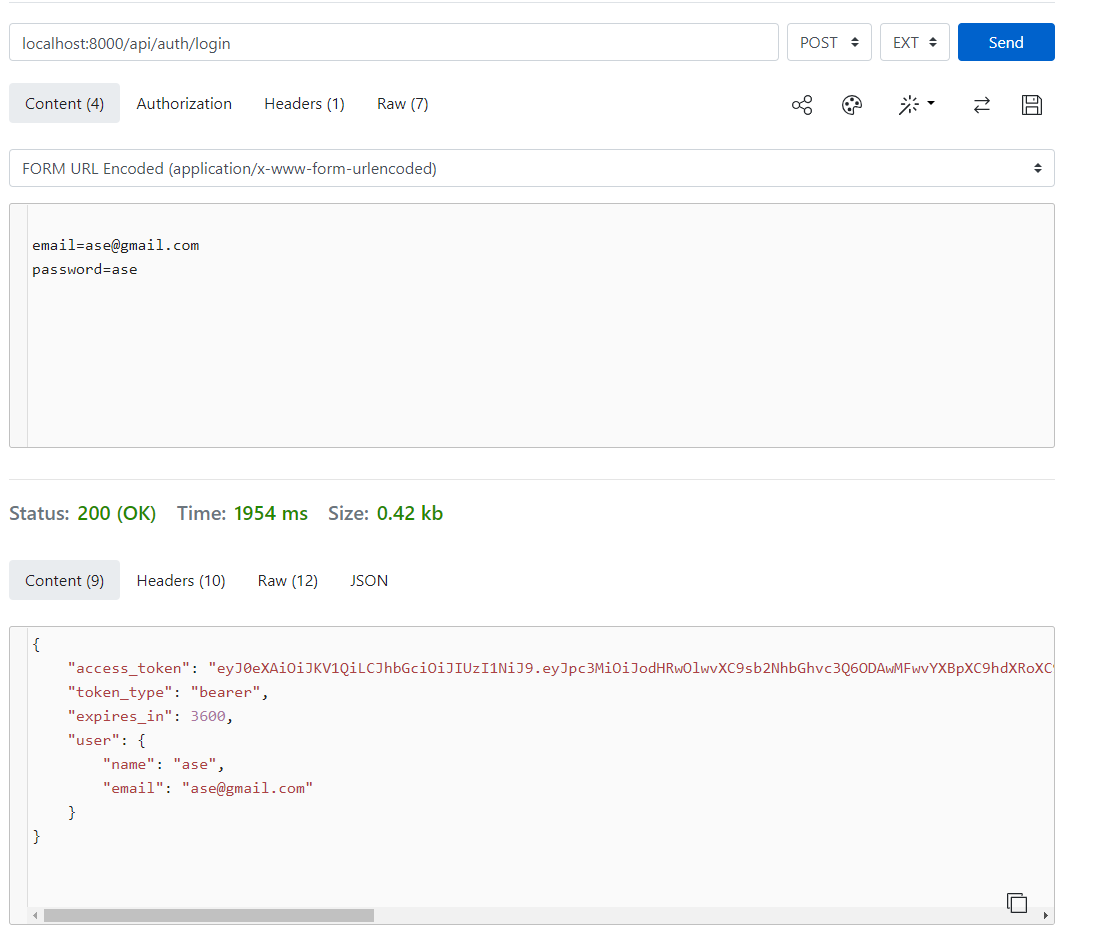 localhost:8000/api/auth/login POST EXT Send
Content (4) Authorization Headers (1) Raw (7)
FORM URL Encoded (application/x-www-form-urlencoded)
email=ase@gmail.com
password=ase
Status: 200 (OK) Time: 1954 ms Size: 0.42 kb
Content (9) Headers (10) Raw (12) JSON
{
"access_token": "eyJ0eXAiOiJKV1QiLCJhbGciOiJIUzI1NiJ9.eyJpc3MiOiJodHRwOlwvXC9sb2NhbGhvc3Q6ODAwMFwvYXBpXC9hdXRoXC9
"token_type": "bearer",
"expires_in": 3600,
"user": {
"name": "ase",
"email": "ase@gmail.com"
}
}